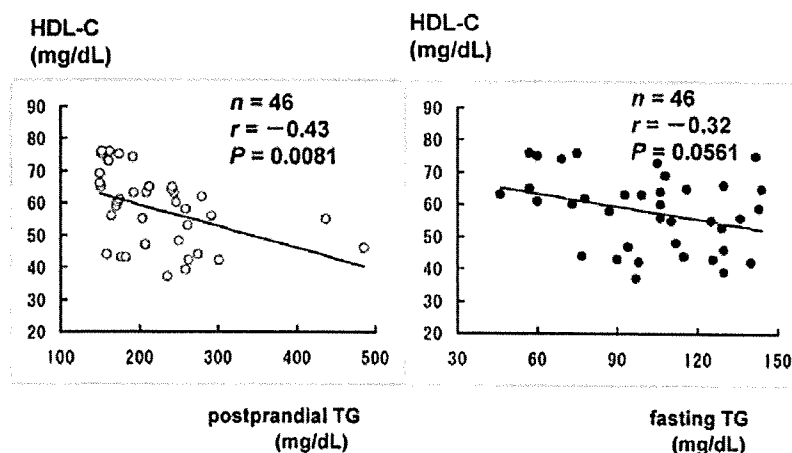 HDL-C
(mg/dL)
n = 46
r = −0.43
P = 0.0081
90
80
70
60
50
40
30
20
100 200 300 400 500
postprandial TG
(mg/dL)
HDL-C
(mg/dL)
n = 46
r = −0.32
P = 0.0561
90
80
70
60
50
40
30
20
30 60 90 120 150
fasting TG
(mg/dL)